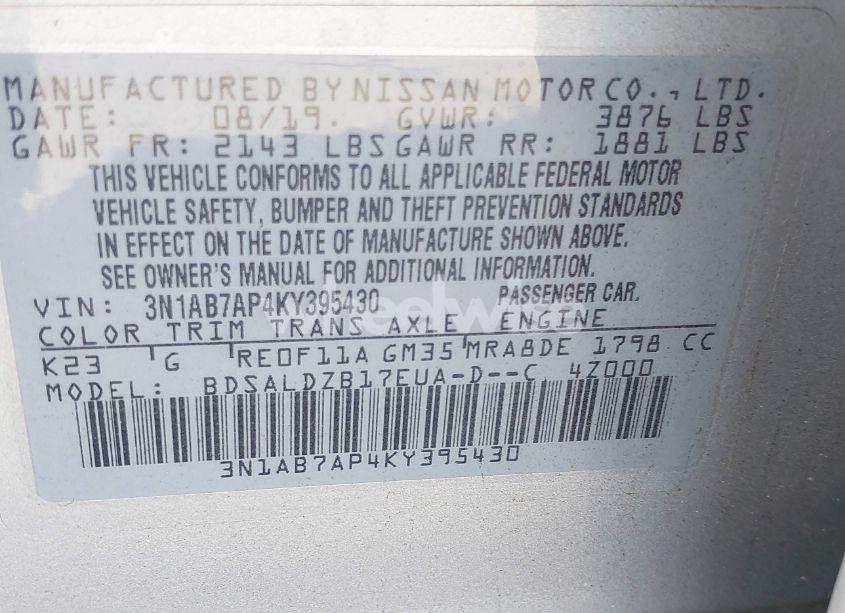 MANUFACTURED BY NISSAN MOTOR CO., LTD.
DATE: 08/19. GVWR: 3876 LBS
GAWR FR: 2143 LBS GAWR RR: 1881 LBS
THIS VEHICLE CONFORMS TO ALL APPLICABLE FEDERAL MOTOR
VEHICLE SAFETY, BUMPER AND THEFT PREVENTION STANDARDS
IN EFFECT ON THE DATE OF MANUFACTURE SHOWN ABOVE.
SEE OWNER'S MANUAL FOR ADDITIONAL INFORMATION.
VIN: 3N1AB7AP4KY395430 PASSENGER CAR.
COLOR TRIM TRANS AXLE ENGINE
K23 G RE0F11A GM35 MRA8DE 1798 CC
MODEL: BDSALDZB17EUA-D--C 4Z000
3N1AB7AP4KY395430